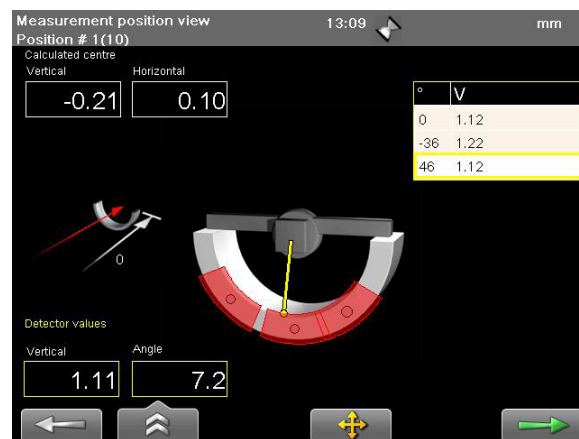 Measurement position view 13:09 mm
Position # 1(10)
Calculated centre
Vertical Horizontal
-0.21 0.10
° V
0 1.12
-36 1.22
46 1.12
0
Detector values
Vertical Angle
1.11 7.2